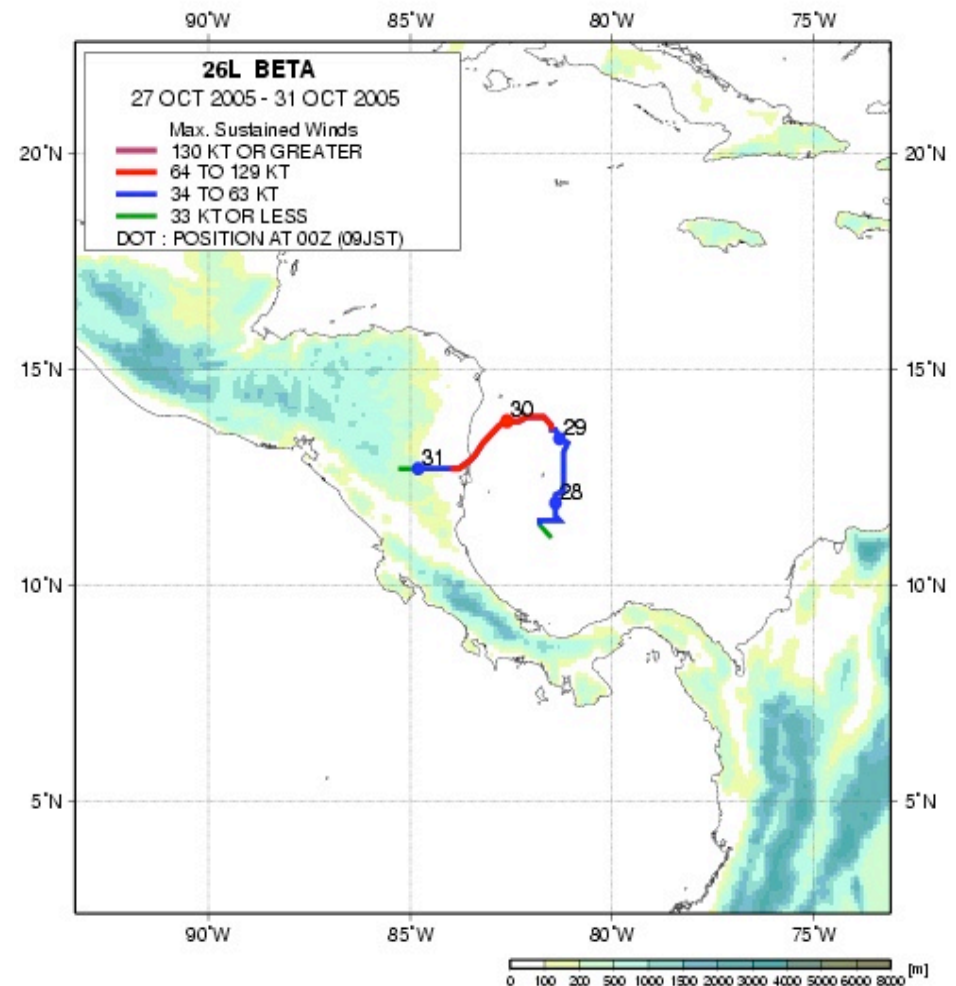 90°W 85°W 80°W 75°W
26L BETA
27 OCT 2005 - 31 OCT 2005
Max. Sustained Winds
130 KT OR GREATER
64 TO 129 KT
34 TO 63 KT
33 KT OR LESS
DOT : POSITION AT 00Z (09JST)
20°N 20°N
15°N 15°N
30
29
31
28
10°N 10°N
5°N 5°N
90°W 85°W 80°W 75°W
0 100 200 500 1000 1500 2000 3000 4000 5000 6000 8000 [m]